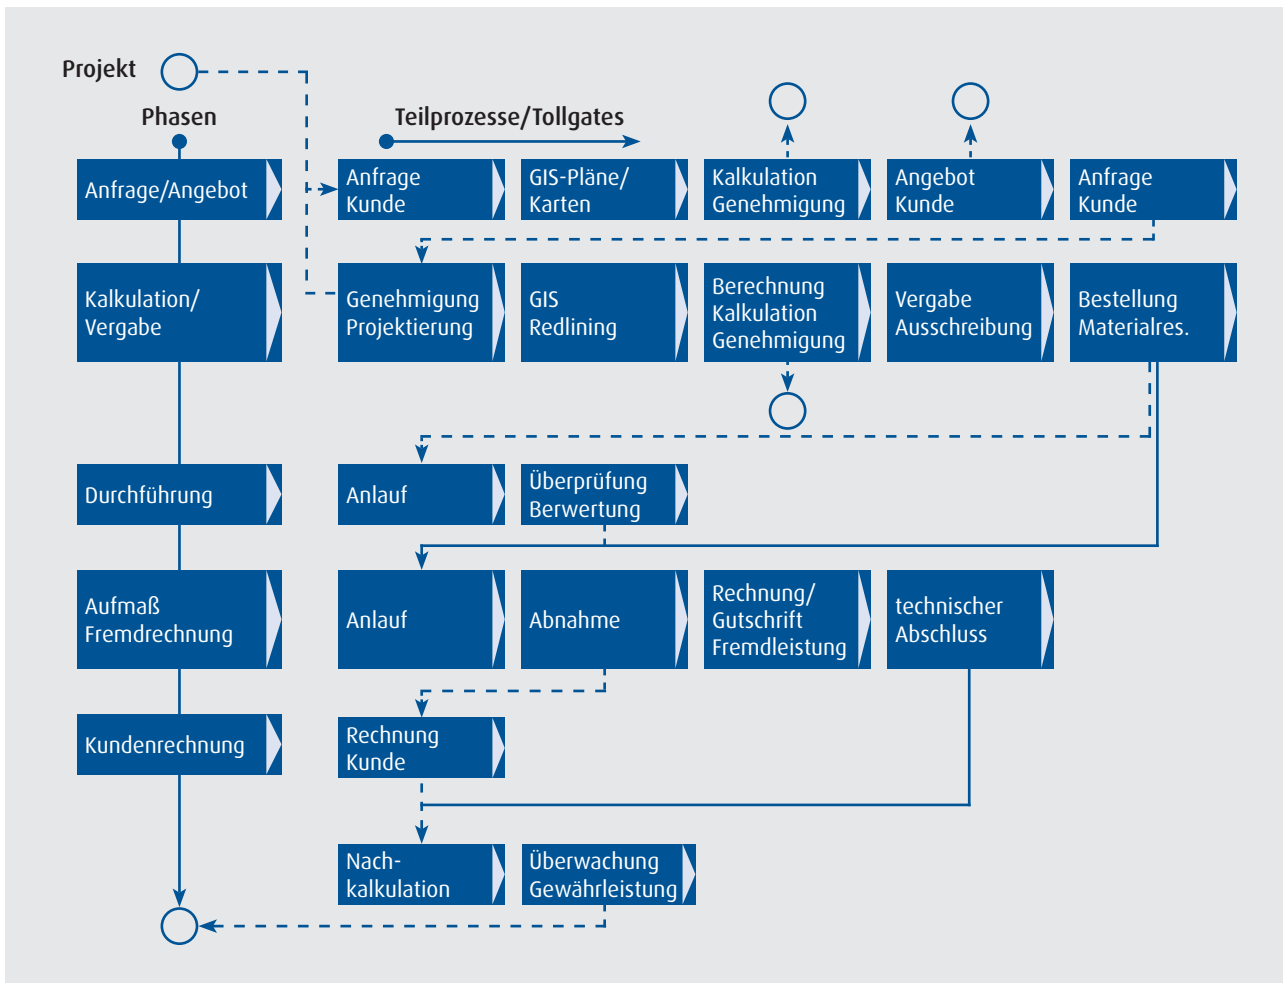 Projekt
Phasen
Teilprozesse/Tollgates
Anfrage/Angebot
Anfrage
Kunde
GIS-Pläne/
Karten
Kalkulation
Genehmigung
Angebot
Kunde
Anfrage
Kunde
Kalkulation/
Vergabe
Genehmigung
Projektierung
GIS
Redlining
Berechnung
Kalkulation
Genehmigung
Vergabe
Ausschreibung
Bestellung
Materialres.
Durchführung
Anlauf
Überprüfung
Berwertung
Aufmaß
Fremdrechnung
Anlauf
Abnahme
Rechnung/
Gutschrift
Fremdleistung
technischer
Abschluss
Kundenrechnung
Rechnung
Kunde
Nach-
kalkulation
Überwachung
Gewährleistung